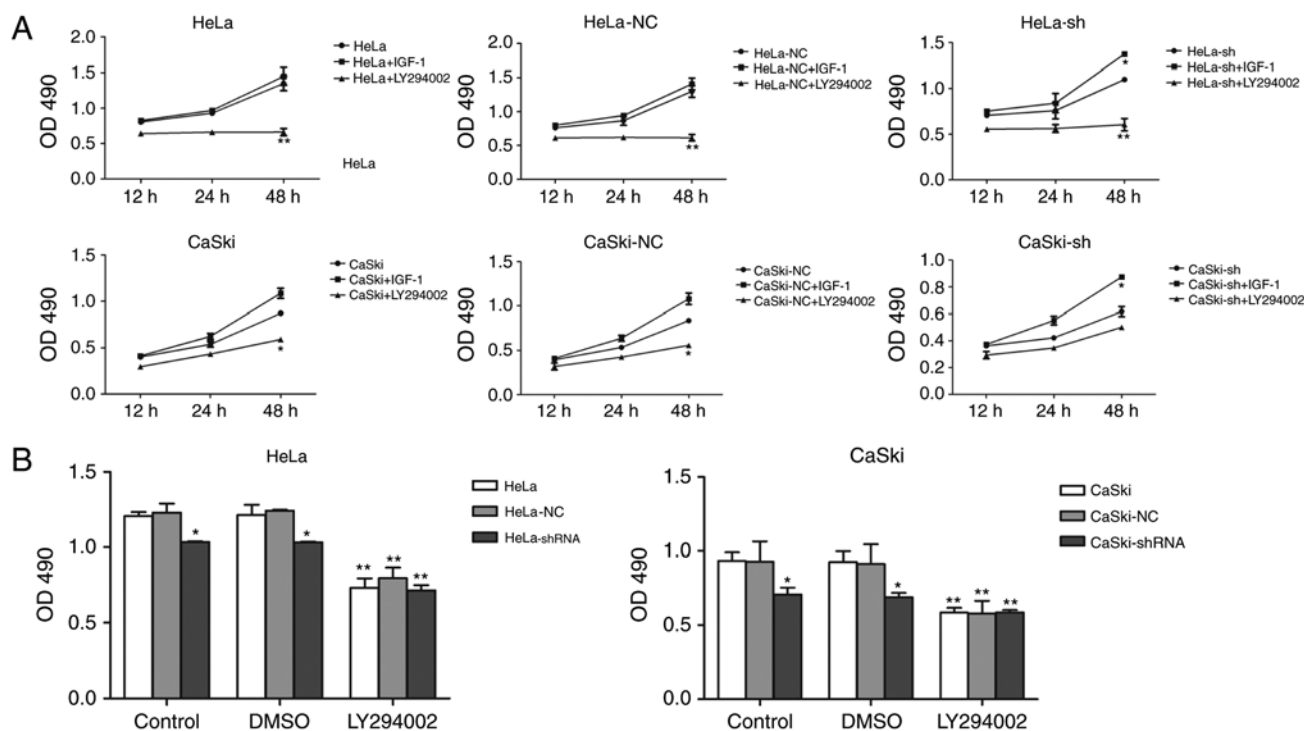 A
HeLa
OD 490
2.0
1.5
1.0
0.5
0.0
12 h 24 h 48 h
HeLa
HeLa+IGF-1
HeLa+LY294002
**
HeLa
HeLa-NC
OD 490
2.0
1.5
1.0
0.5
0.0
12 h 24 h 48 h
HeLa-NC
HeLa-NC+IGF-1
HeLa-NC+LY294002
**
HeLa-sh
OD 490
1.5
1.0
0.5
0.0
12 h 24 h 48 h
HeLa-sh
HeLa-sh+IGF-1
HeLa-sh+LY294002
*
**
CaSki
OD 490
1.5
1.0
0.5
0.0
12 h 24 h 48 h
CaSki
CaSki+IGF-1
CaSki+LY294002
*
CaSki-NC
OD 490
1.5
1.0
0.5
0.0
12 h 24 h 48 h
CaSki-NC
CaSki-NC+IGF-1
CaSki-NC+LY294002
*
CaSki-sh
OD 490
1.0
0.8
0.6
0.4
0.2
0.0
12 h 24 h 48 h
CaSki-sh
CaSki-sh+IGF-1
CaSki-sh+LY294002
*
B
HeLa
OD 490
1.5
1.0
0.5
0.0
* * ** ** **
Control DMSO LY294002
HeLa
HeLa-NC
HeLa-shRNA
CaSki
OD 490
1.5
1.0
0.5
0.0
* * ** ** **
Control DMSO LY294002
CaSki
CaSki-NC
CaSki-shRNA